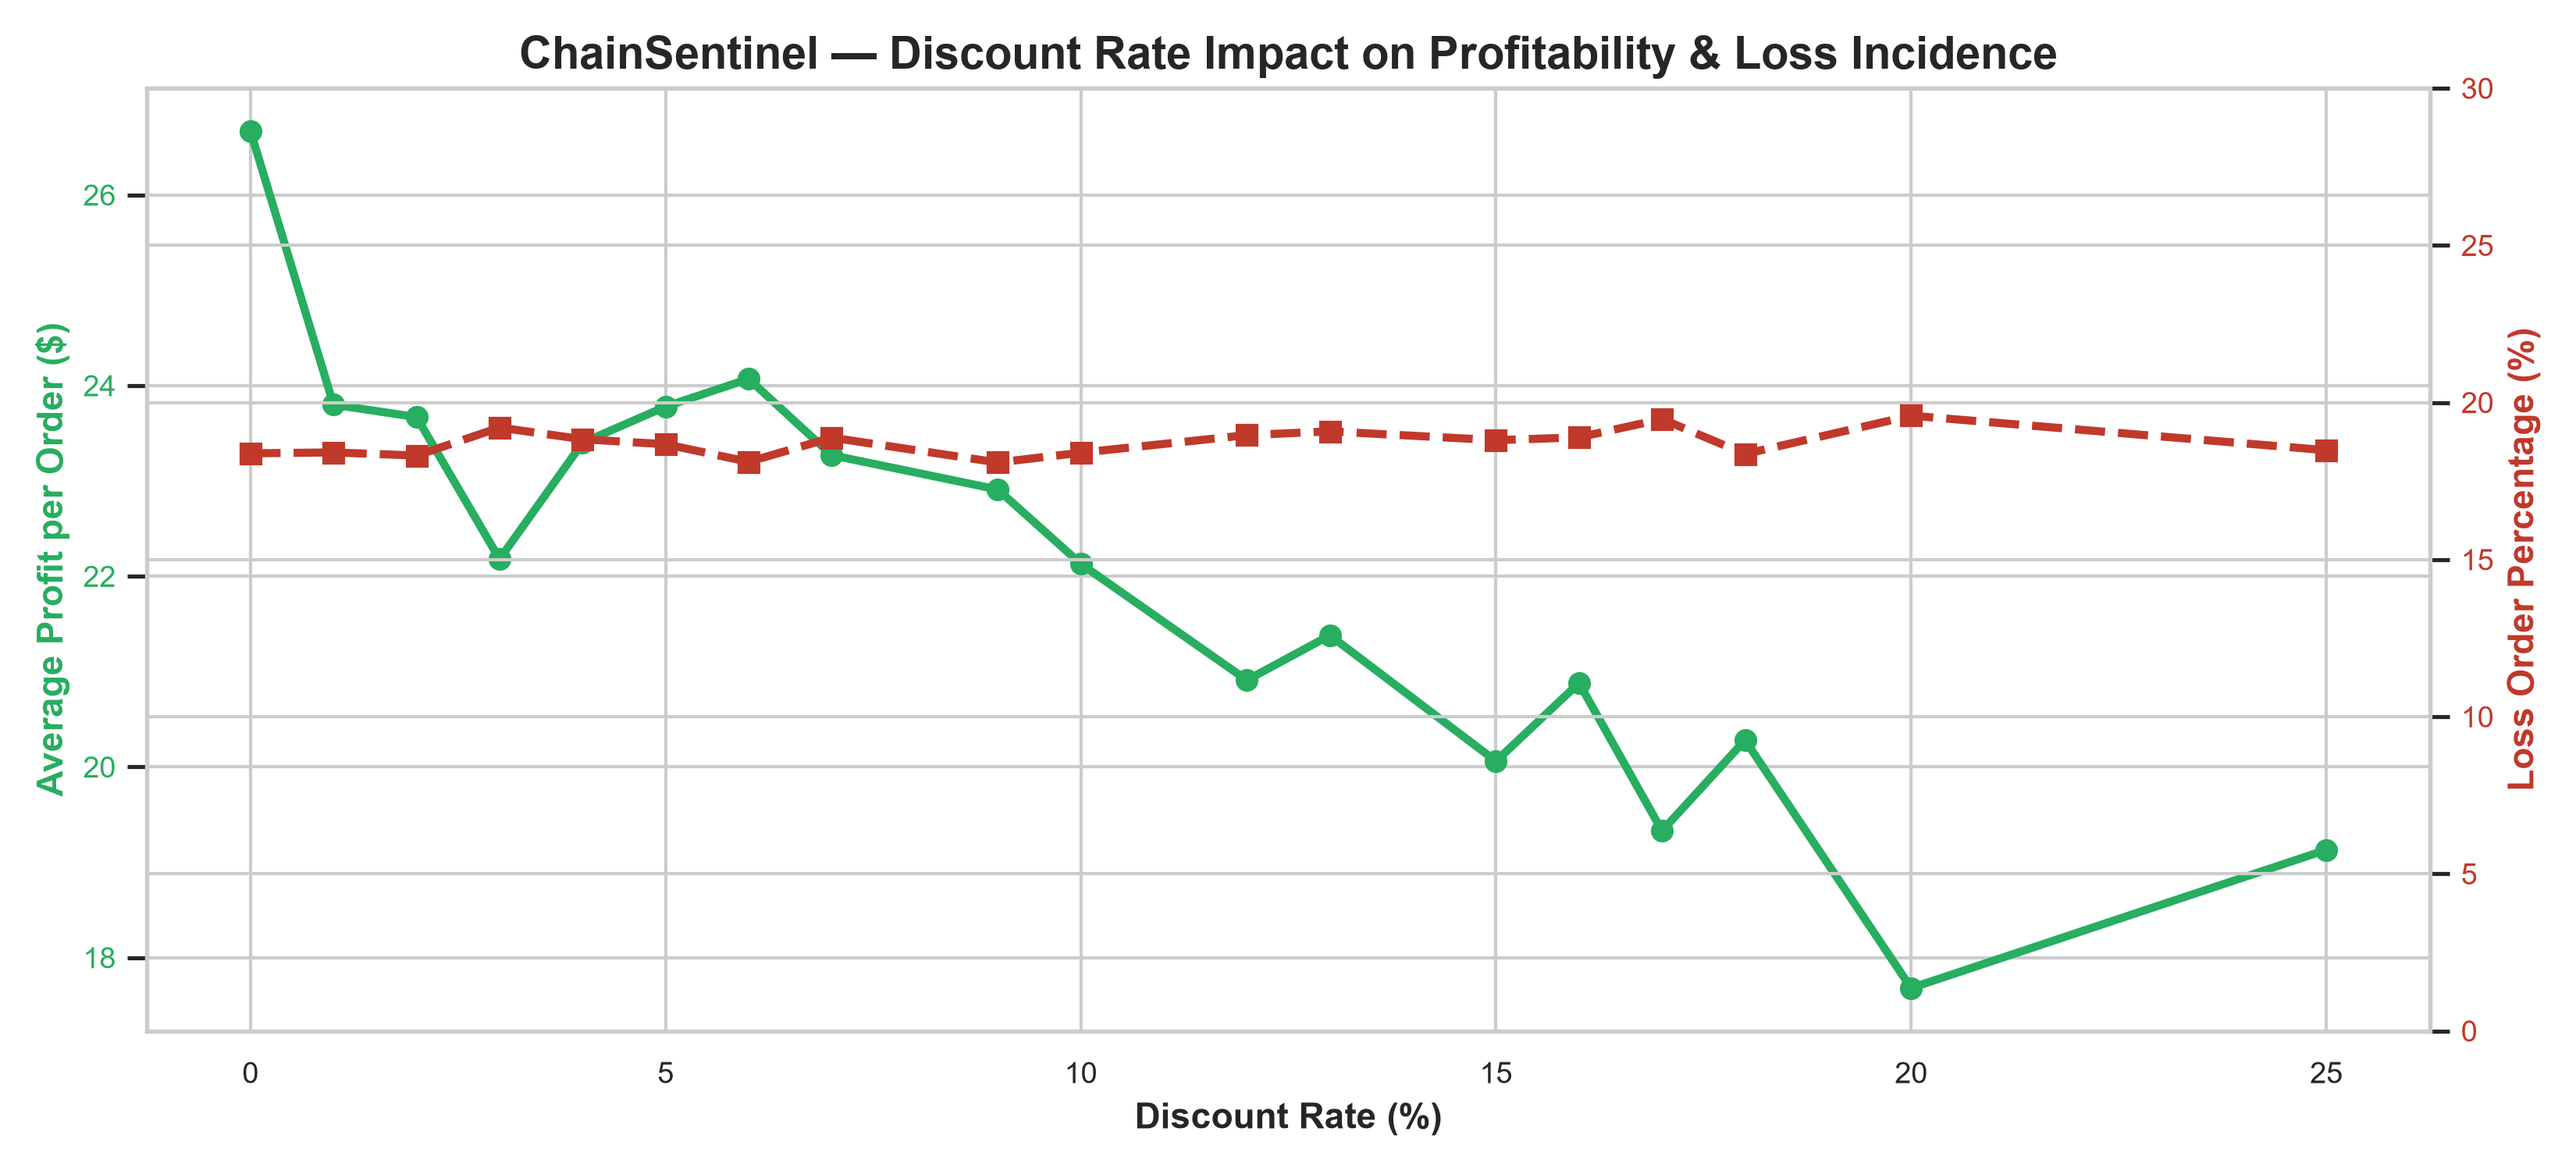 ChainSentinel — Discount Rate Impact on Profitability & Loss Incidence
Average Profit per Order ($)
26
24
22
20
18
30
25
20
15
10
5
0
Loss Order Percentage (%)
0 5 10 15 20 25
Discount Rate (%)